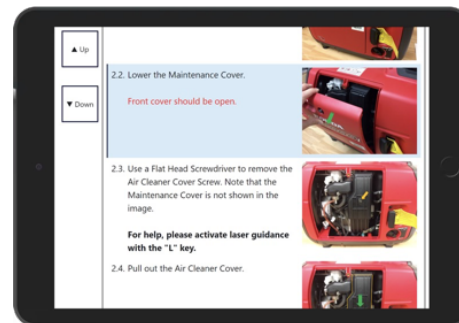 ▲ Up
▼ Down
2.2. Lower the Maintenance Cover.
Front cover should be open.
2.3. Use a Flat Head Screwdriver to remove the
Air Cleaner Cover Screw. Note that the
Maintenance Cover is not shown in the
image.
For help, please activate laser guidance
with the "L" key.
2.4. Pull out the Air Cleaner Cover.